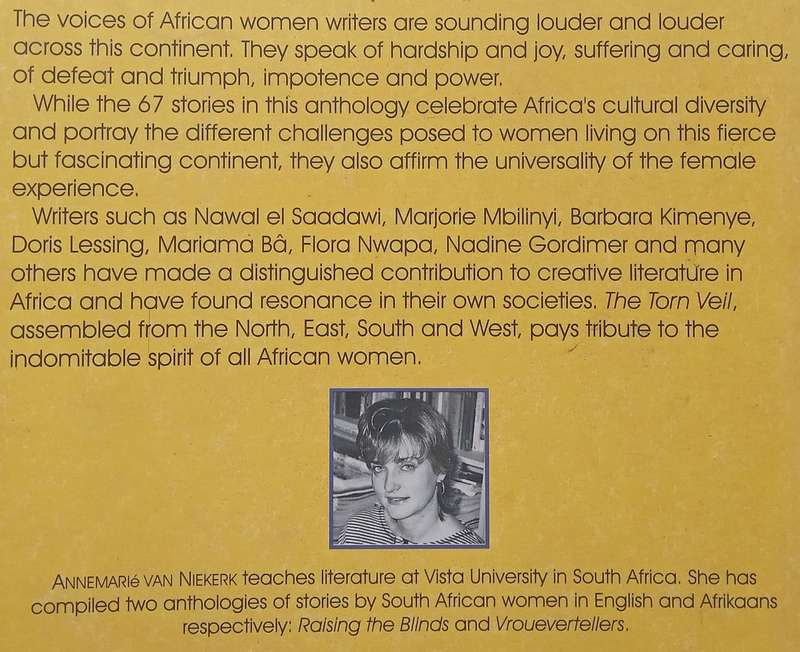 The voices of African women writers are sounding louder and louder
across this continent. They speak of hardship and joy, suffering and caring,
of defeat and triumph, impotence and power.
While the 67 stories in this anthology celebrate Africa's cultural diversity
and portray the different challenges posed to women living on this fierce
but fascinating continent, they also affirm the universality of the female
experience.
Writers such as Nawal el Saadawi, Marjorie Mbilinyi, Barbara Kimenye,
Doris Lessing, Mariama Bâ, Flora Nwapa, Nadine Gordimer and many
others have made a distinguished contribution to creative literature in
Africa and have found resonance in their own societies. The Torn Veil,
assembled from the North, East, South and West, pays tribute to the
indomitable spirit of all African women.
ANNEMARIé VAN NIEKERK teaches literature at Vista University in South Africa. She has
compiled two anthologies of stories by South African women in English and Afrikaans
respectively: Raising the Blinds and Vrouevertellers.